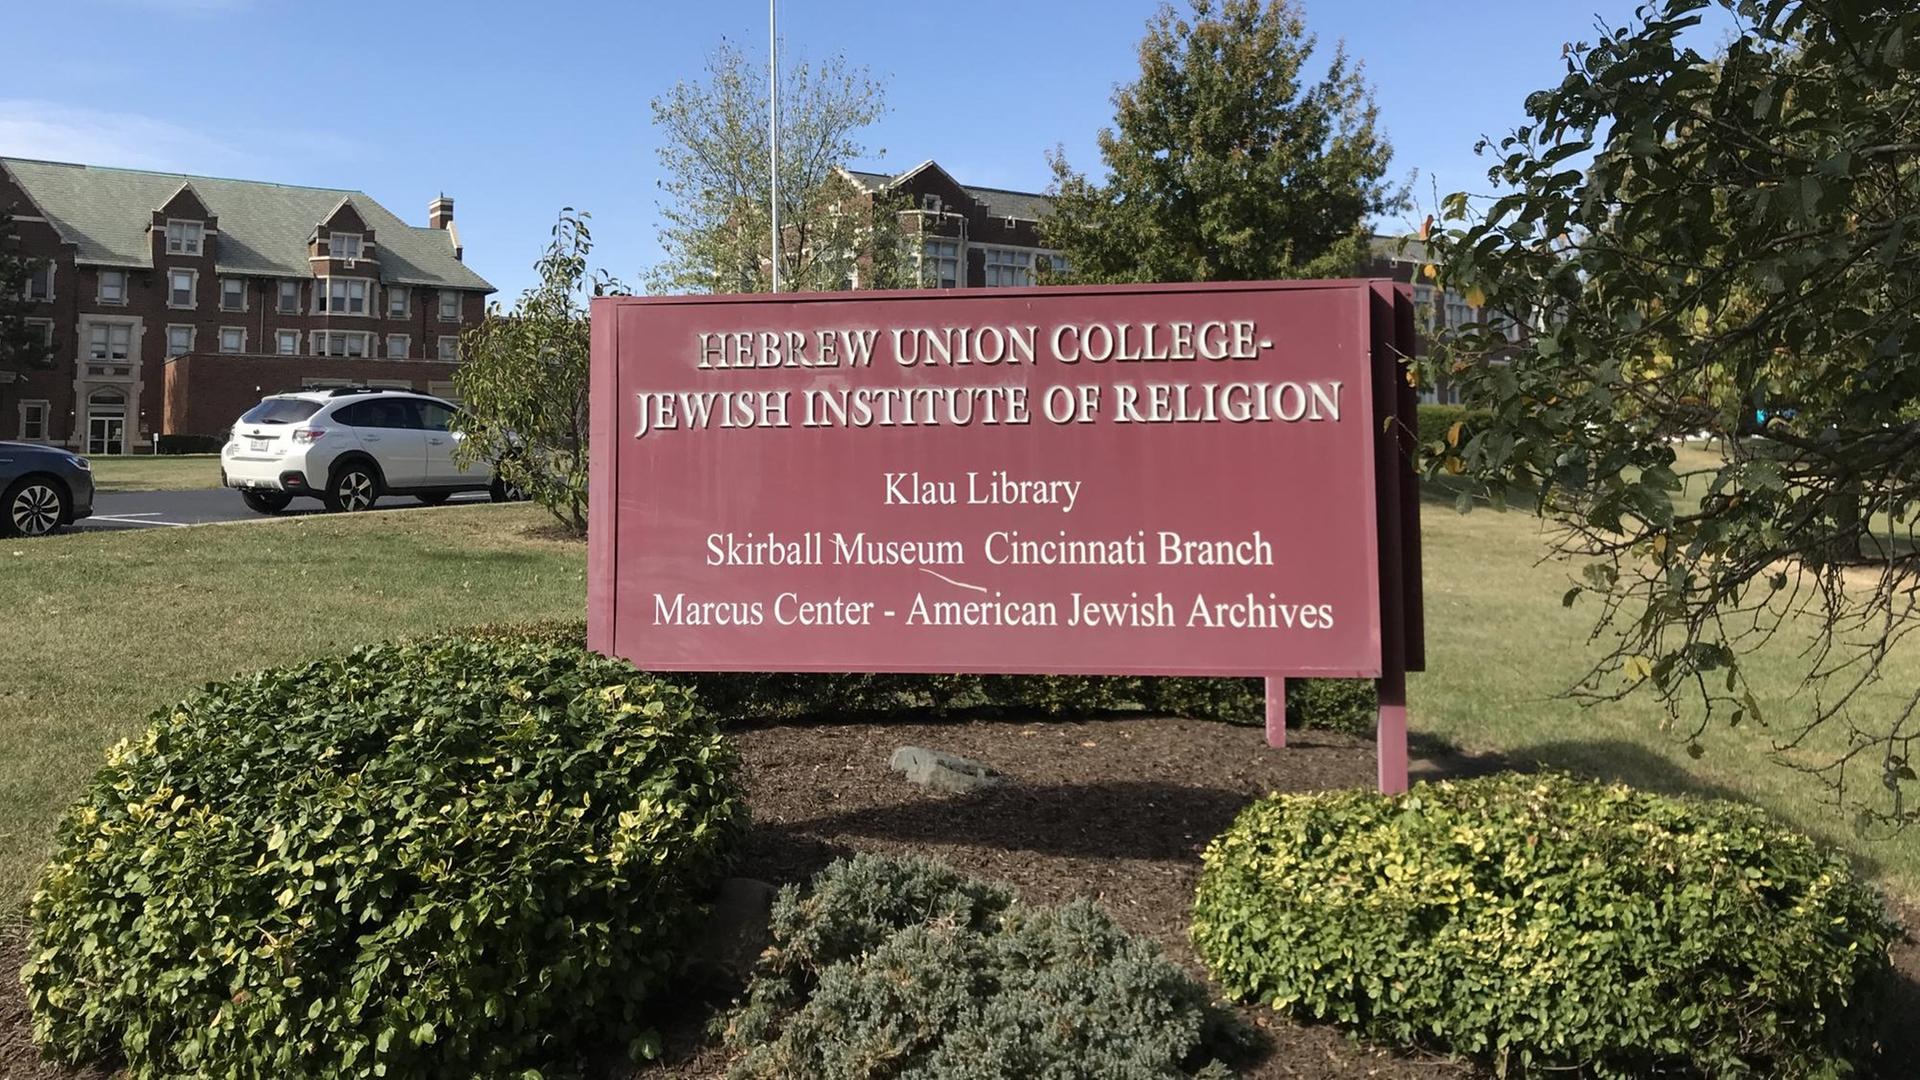 HEBREW UNION COLLEGE-
JEWISH INSTITUTE OF RELIGION
Klau Library
Skirball Museum Cincinnati Branch
Marcus Center - American Jewish Archives